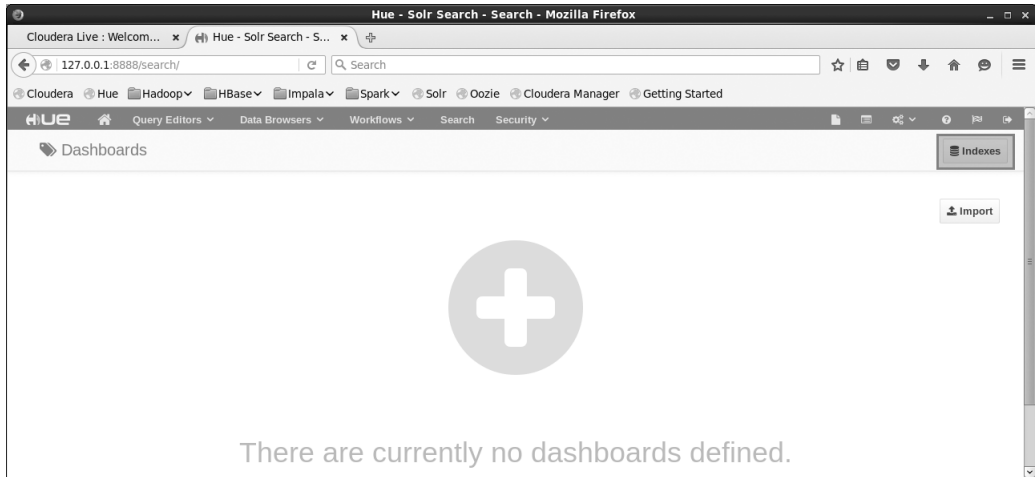 Hue - Solr Search - Search - Mozilla Firefox
Cloudera Live : Welcom... Hue - Solr Search - S...
127.0.0.1:8888/search/ Search
Cloudera Hue Hadoop HBase Impala Spark Solr Oozie Cloudera Manager Getting Started
HUE Query Editors Data Browsers Workflows Search Security
Dashboards Indexes
Import
There are currently no dashboards defined.